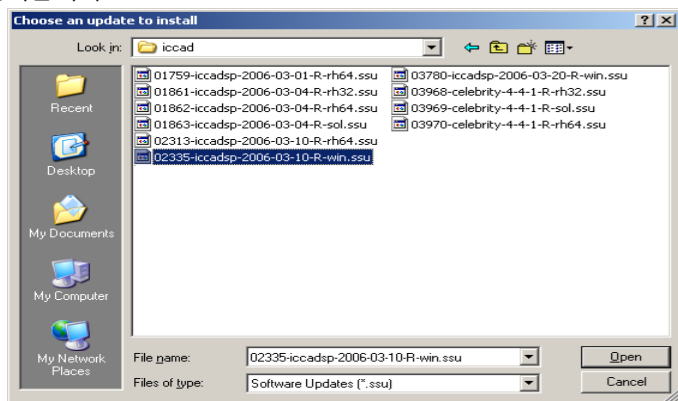 Choose an update to install
Look in:
iccad
Recent
Desktop
My Documents
My Computer
My Network
Places
01759-iccadsp-2006-03-01-R-rh64.ssu
01861-iccadsp-2006-03-04-R-rh32.ssu
01862-iccadsp-2006-03-04-R-rh64.ssu
01863-iccadsp-2006-03-04-R-sol.ssu
02313-iccadsp-2006-03-10-R-rh64.ssu
02335-iccadsp-2006-03-10-R-win.ssu
03780-iccadsp-2006-03-20-R-win.ssu
03968-celebrity-4-4-1-R-rh32.ssu
03969-celebrity-4-4-1-R-sol.ssu
03970-celebrity-4-4-1-R-rh64.ssu
File name:
02335-iccadsp-2006-03-10-R-win.ssu
Open
Files of type:
Software Updates (*.ssu)
Cancel